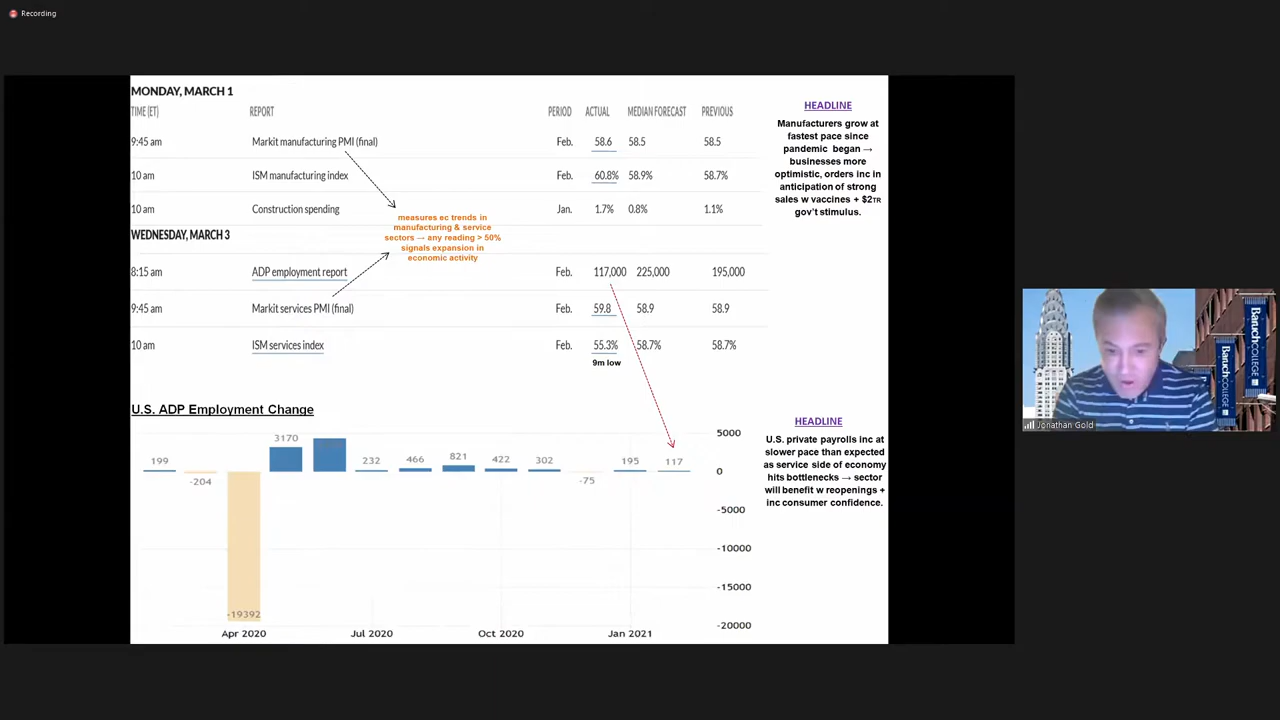 Recording
MONDAY, MARCH 1
TIME (ET) REPORT PERIOD ACTUAL MEDIAN FORECAST PREVIOUS
9:45 am Markit manufacturing PMI (final) Feb. 58.6 58.5 58.5
10 am ISM manufacturing index Feb. 60.8% 58.9% 58.7%
10 am Construction spending Jan. 1.7% 0.8% 1.1%
measures ec trends in
manufacturing & service
sectors → any reading > 50%
signals expansion in
economic activity
WEDNESDAY, MARCH 3
8:15 am ADP employment report Feb. 117,000 225,000 195,000
9:45 am Markit services PMI (final) Feb. 59.8 58.9 58.9
10 am ISM services index Feb. 55.3% 58.7% 58.7%
9m low
HEADLINE
Manufacturers grow at
fastest pace since
pandemic began →
businesses more
optimistic, orders inc in
anticipation of strong
sales w vaccines + $2TR
gov't stimulus.
U.S. ADP Employment Change
199 -204 -19392 3170 232 466 821 422 302 -75 195 117
5000
0
-5000
-10000
-15000
-20000
Apr 2020 Jul 2020 Oct 2020 Jan 2021
HEADLINE
U.S. private payrolls inc at
slower pace than expected
as service side of economy
hits bottlenecks → sector
will benefit w reopenings +
inc consumer confidence.
Baruch COLLEGE
Baruch COLLEGE
Jonathan Gold